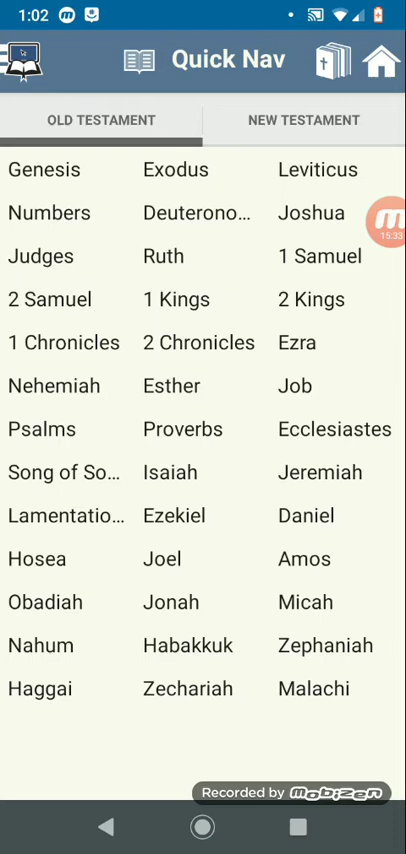 1:02
Quick Nav
OLD TESTAMENT NEW TESTAMENT
Genesis Exodus Leviticus
Numbers Deuterono... Joshua
15:33
Judges Ruth 1 Samuel
2 Samuel 1 Kings 2 Kings
1 Chronicles 2 Chronicles Ezra
Nehemiah Esther Job
Psalms Proverbs Ecclesiastes
Song of So... Isaiah Jeremiah
Lamentatio... Ezekiel Daniel
Hosea Joel Amos
Obadiah Jonah Micah
Nahum Habakkuk Zephaniah
Haggai Zechariah Malachi
Recorded by mobizen